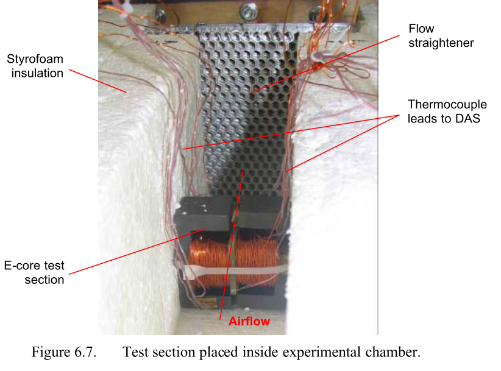 Styrofoam
insulation
Flow
straightener
Thermocouple
leads to DAS
E-core test
section
Airflow
Figure 6.7. Test section placed inside experimental chamber.